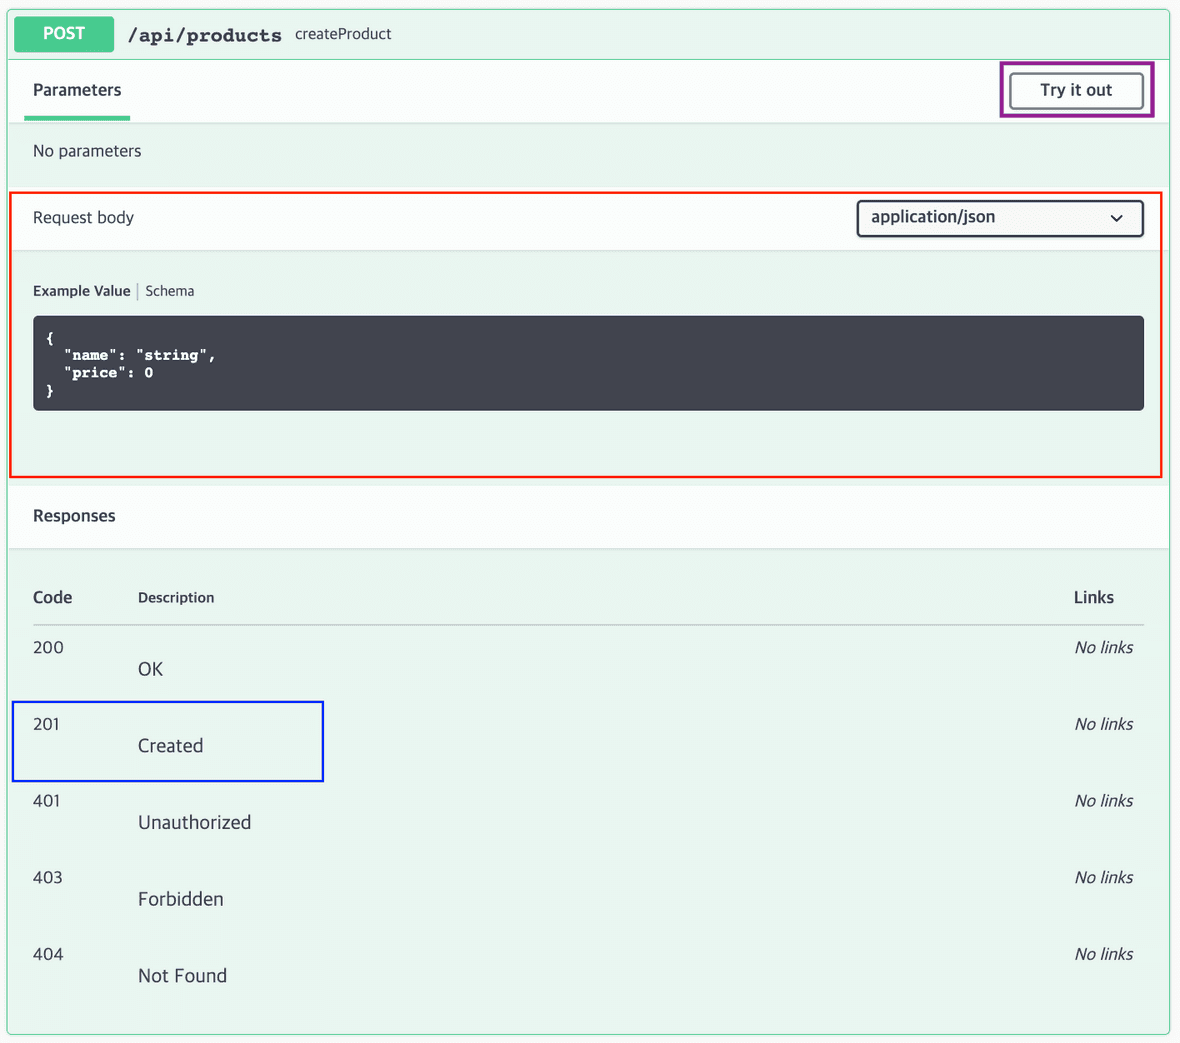 POST /api/products createProduct
Parameters
Try it out
No parameters
Request body
application/json
Example Value | Schema
{
  "name": "string",
  "price": 0
}
Responses
Code Description Links
200 No links
OK
201 No links
Created
401 No links
Unauthorized
403 No links
Forbidden
404 No links
Not Found